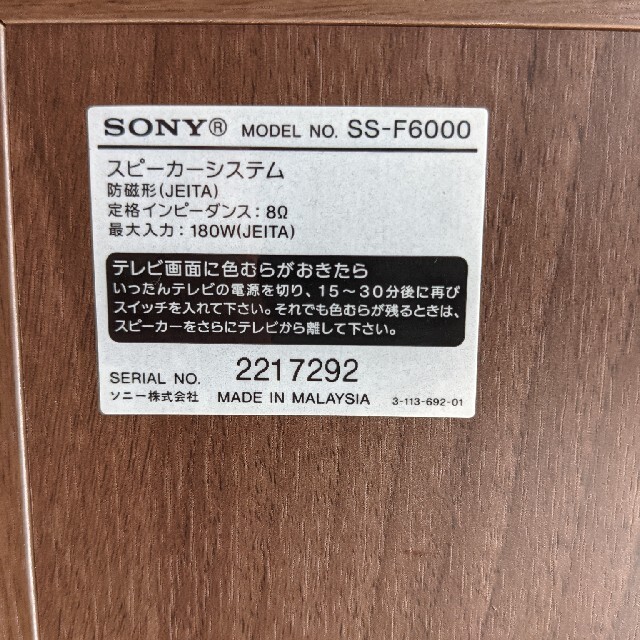 SONY® MODEL NO. SS-F6000
スピーカーシステム
防磁形(JEITA)
定格インピーダンス：8Ω
最大入力：180W(JEITA)
テレビ画面に色むらがおきたら
いったんテレビの電源を切り、15～30分後に再び
スイッチを入れて下さい。それでも色むらが残るときは、
スピーカーをさらにテレビから離して下さい。
SERIAL NO. 2217292
ソニー株式会社 MADE IN MALAYSIA 3-113-692-01